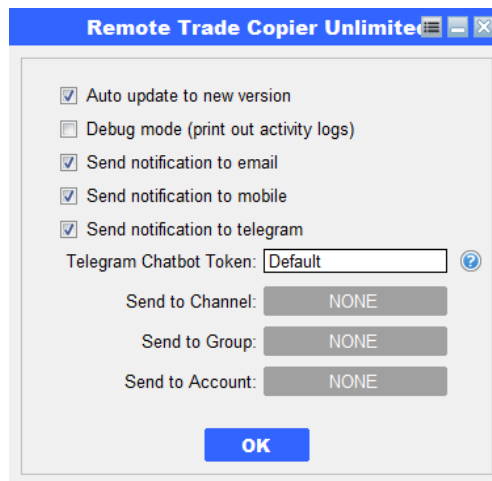 Remote Trade Copier Unlimited
Auto update to new version
Debug mode (print out activity logs)
Send notification to email
Send notification to mobile
Send notification to telegram
Telegram Chatbot Token: Default ?
Send to Channel: NONE
Send to Group: NONE
Send to Account: NONE
OK